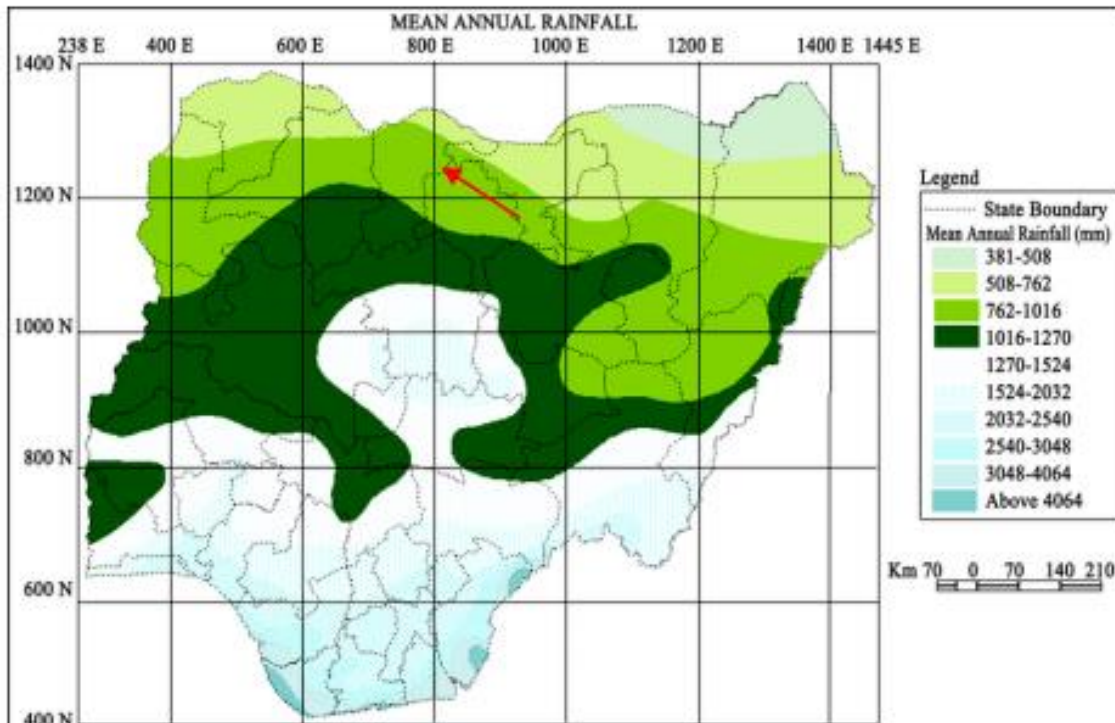 MEAN ANNUAL RAINFALL
238 E 400 E 600 E 800 E 1000 E 1200 E 1400 E 1445 E
1400 N
1200 N
1000 N
800 N
600 N
400 N
Legend
State Boundary
Mean Annual Rainfall (mm)
381-508
508-762
762-1016
1016-1270
1270-1524
1524-2032
2032-2540
2540-3048
3048-4064
Above 4064
Km 70 0 70 140 210